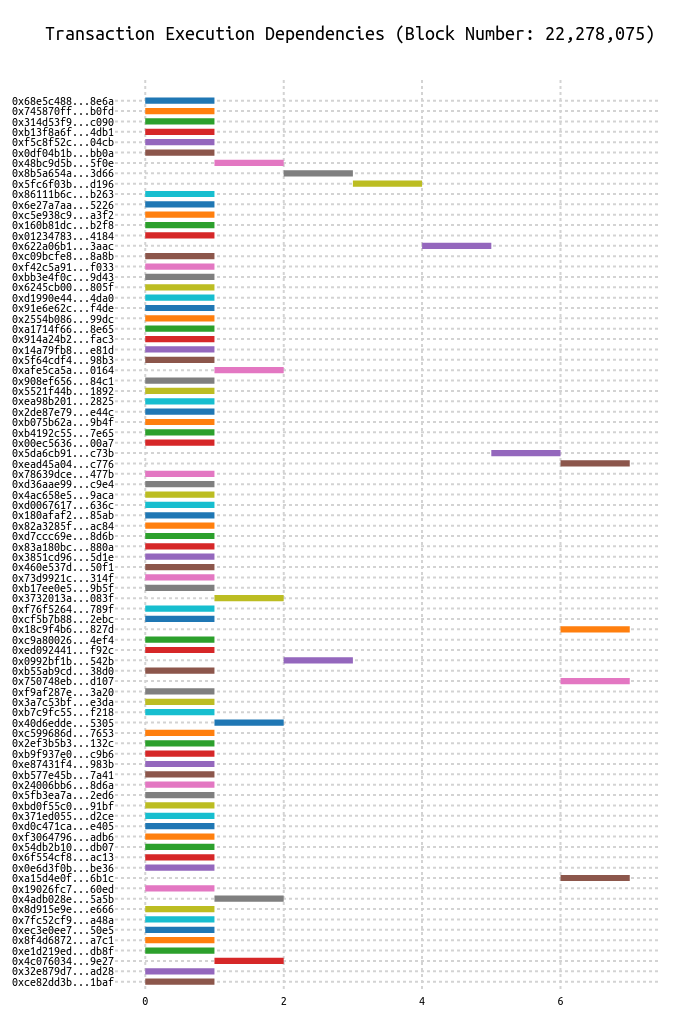 Transaction Execution Dependencies (Block Number: 22,278,075)
0x68e5c488...8e6a
0x745870ff...b0fd
0x314d53f9...c090
0xb13f8a6f...4db1
0xf5c8f52c...04cb
0x0df04b1b...bb0a
0x48bc9d5b...5f0e
0x8b5a654a...3d66
0x5fc6f03b...d196
0x86111b6c...b263
0x6e27a7aa...5226
0xc5e938c9...a3f2
0x160b81dc...b2f8
0x01234783...4184
0x622a06b1...3aac
0xc09bcfe8...8a8b
0xf42c5a91...f033
0xbb3e4f0c...9d43
0x6245cb00...805f
0xd1990e44...4da0
0x91e6e62c...f4de
0x2554b086...99dc
0xa1714f66...8e65
0x914a24b2...fac3
0x14a79fb8...e81d
0x5f64cdf4...98b3
0xafe5ca5a...0164
0x908ef656...84c1
0x5521f44b...1892
0xea98b201...2825
0x2de87e79...e44c
0xb075b62a...9b4f
0xb4192c55...7e65
0x00ec5636...00a7
0x5da6cb91...c73b
0xead45a04...c776
0x78639dce...477b
0xd36aae99...c9e4
0x4ac658e5...9aca
0xd0067617...636c
0x180afaf2...85ab
0x82a3285f...ac84
0xd7ccc69e...8d6b
0x83a180bc...880a
0x3851cd96...5d1e
0x460e537d...50f1
0x73d9921c...314f
0xb17ee0e5...9b5f
0x3732013a...083f
0xf76f5264...789f
0xcf5b7b88...2ebc
0x18c9f4b6...827d
0xc9a80026...4ef4
0xed092441...f92c
0x0992bf1b...542b
0xb55ab9cd...38d0
0x750748eb...d107
0xf9af287e...3a20
0x3a7c53bf...e3da
0xb7c9fc55...f218
0x40d6edde...5305
0xc599686d...7653
0x2ef3b5b3...132c
0xb9f937e0...c9b6
0xe87431f4...983b
0xb577e45b...7a41
0x24006bb6...8d6a
0x5fb3ea7a...2ed6
0xbd0f55c0...91bf
0x371ed055...d2ce
0xd0c471ca...e405
0xf3064796...adb6
0x54db2b10...db07
0x6f554cf8...ac13
0x0e6d3f0b...be36
0xa15d4e0f...6b1c
0x19026fc7...60ed
0x4adb028e...5a5b
0x8d915e9e...e666
0x7fc52cf9...a48a
0xec3e0ee7...50e5
0x8f4d6872...a7c1
0xe1d219ed...db8f
0x4c076034...9e27
0x32e879d7...ad28
0xce82dd3b...1baf
0 2 4 6